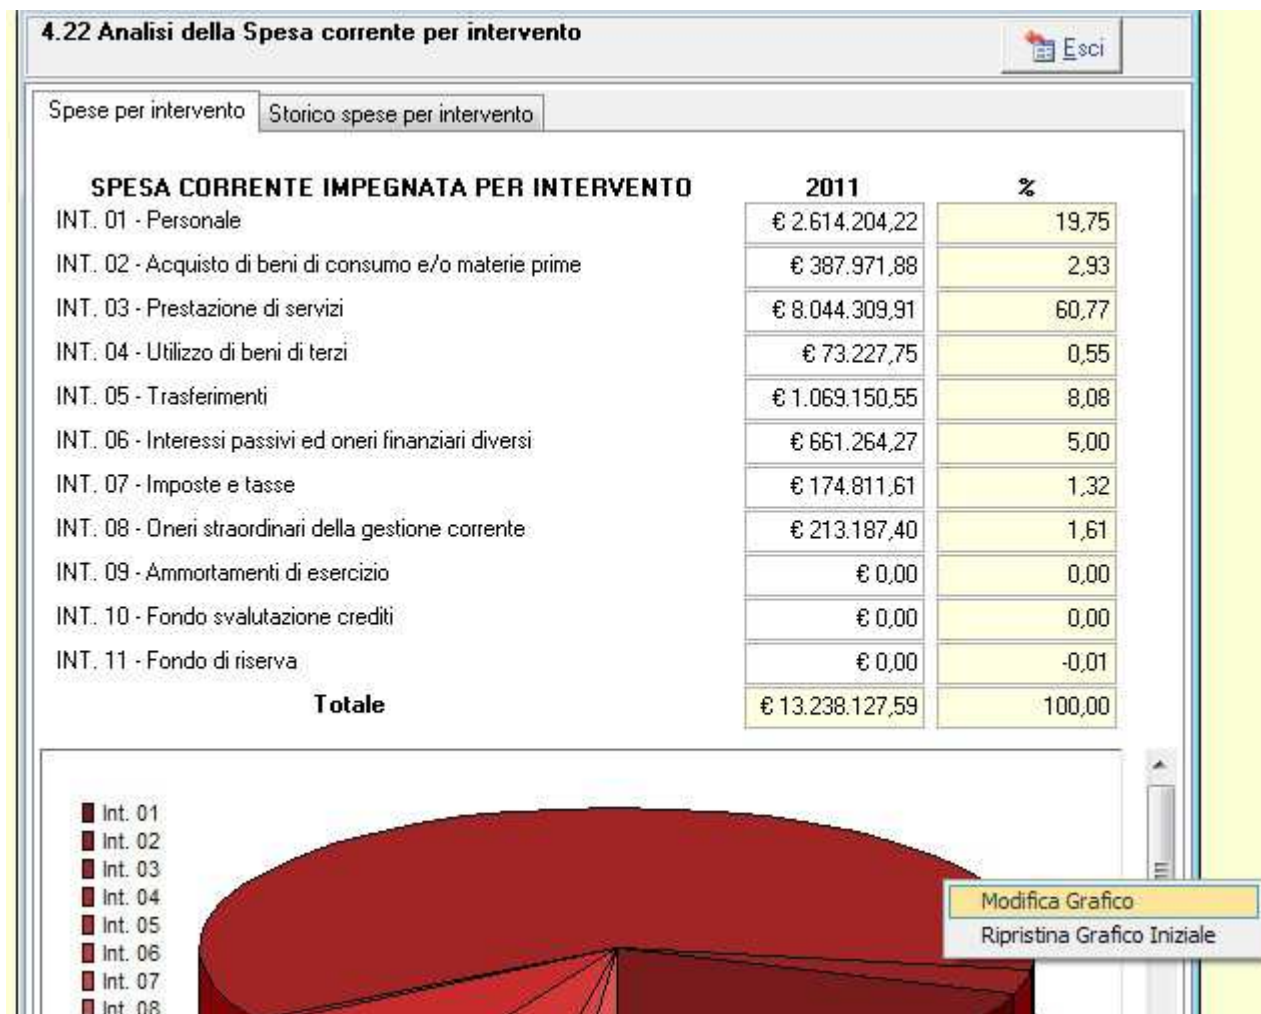 4.22 Analisi della Spesa corrente per intervento
Esci
Spese per intervento Storico spese per intervento
SPESA CORRENTE IMPEGNATA PER INTERVENTO 2011 %
INT. 01 - Personale € 2.614.204,22 19,75
INT. 02 - Acquisto di beni di consumo e/o materie prime € 387.971,88 2,93
INT. 03 - Prestazione di servizi € 8.044.309,91 60,77
INT. 04 - Utilizzo di beni di terzi € 73.227,75 0,55
INT. 05 - Trasferimenti € 1.069.150,55 8,08
INT. 06 - Interessi passivi ed oneri finanziari diversi € 661.264,27 5,00
INT. 07 - Imposte e tasse € 174.811,61 1,32
INT. 08 - Oneri straordinari della gestione corrente € 213.187,40 1,61
INT. 09 - Ammortamenti di esercizio € 0,00 0,00
INT. 10 - Fondo svalutazione crediti € 0,00 0,00
INT. 11 - Fondo di riserva € 0,00 -0,01
Totale € 13.238.127,59 100,00
Int. 01
Int. 02
Int. 03
Int. 04
Int. 05
Int. 06
Int. 07
Int. 08
Modifica Grafico
Ripristina Grafico Iniziale